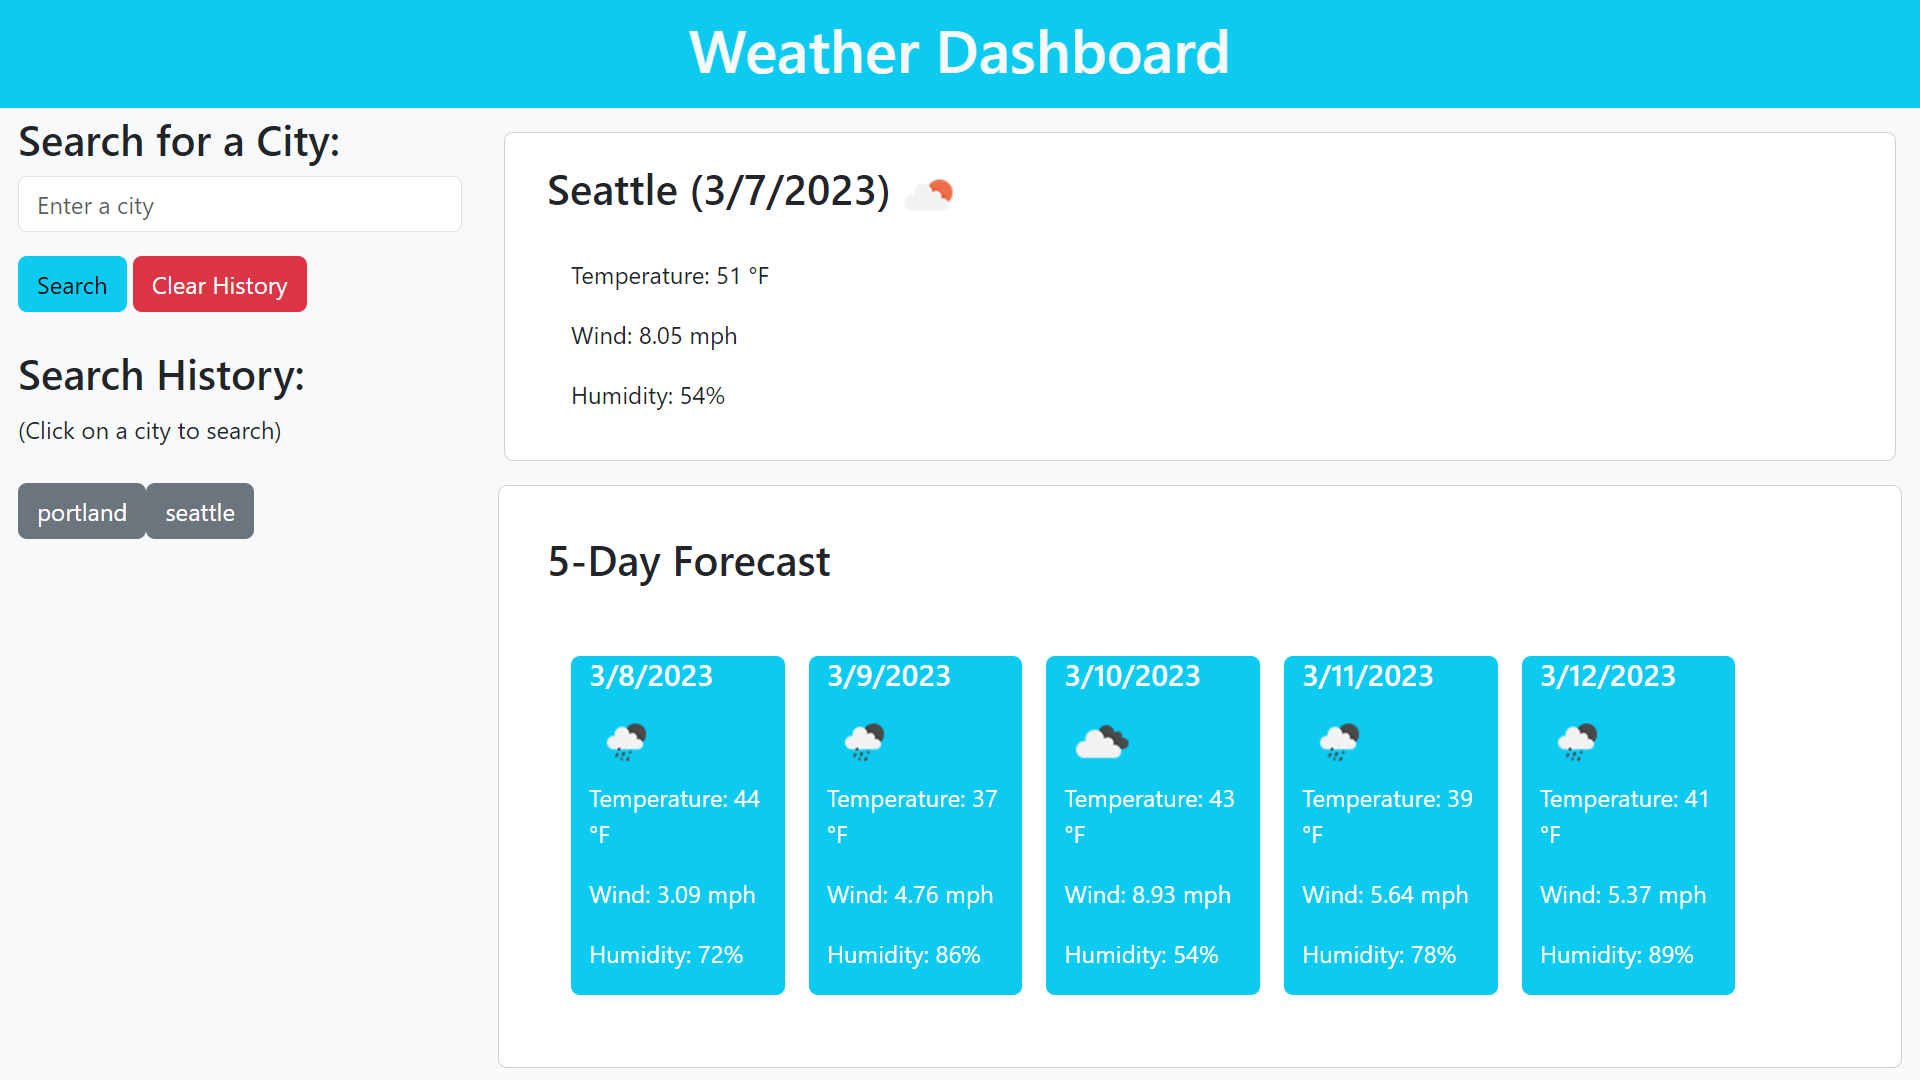 Weather Dashboard
Search for a City:
Enter a city
Search Clear History
Search History:
(Click on a city to search)
portland seattle
Seattle (3/7/2023)
Temperature: 51 °F
Wind: 8.05 mph
Humidity: 54%
5-Day Forecast
3/8/2023
Temperature: 44
°F
Wind: 3.09 mph
Humidity: 72%
3/9/2023
Temperature: 37
°F
Wind: 4.76 mph
Humidity: 86%
3/10/2023
Temperature: 43
°F
Wind: 8.93 mph
Humidity: 54%
3/11/2023
Temperature: 39
°F
Wind: 5.64 mph
Humidity: 78%
3/12/2023
Temperature: 41
°F
Wind: 5.37 mph
Humidity: 89%